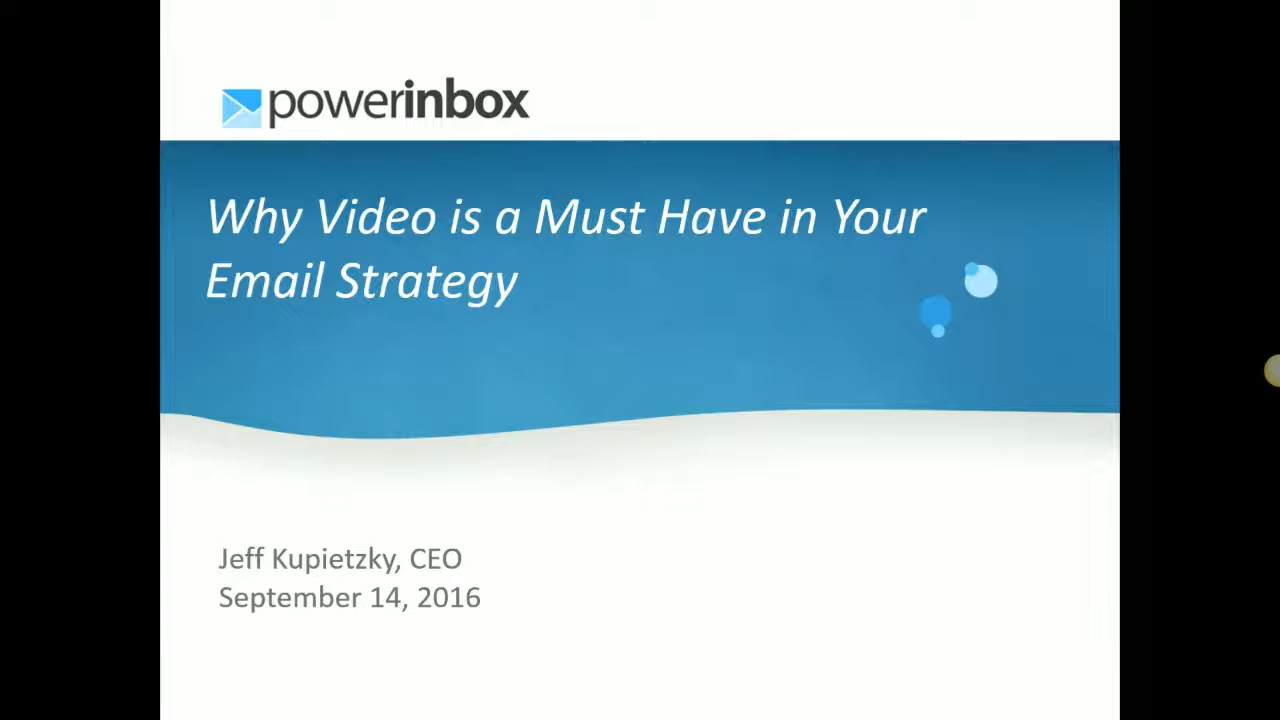 powerinbox
Why Video is a Must Have in Your
Email Strategy
Jeff Kupietzky, CEO
September 14, 2016